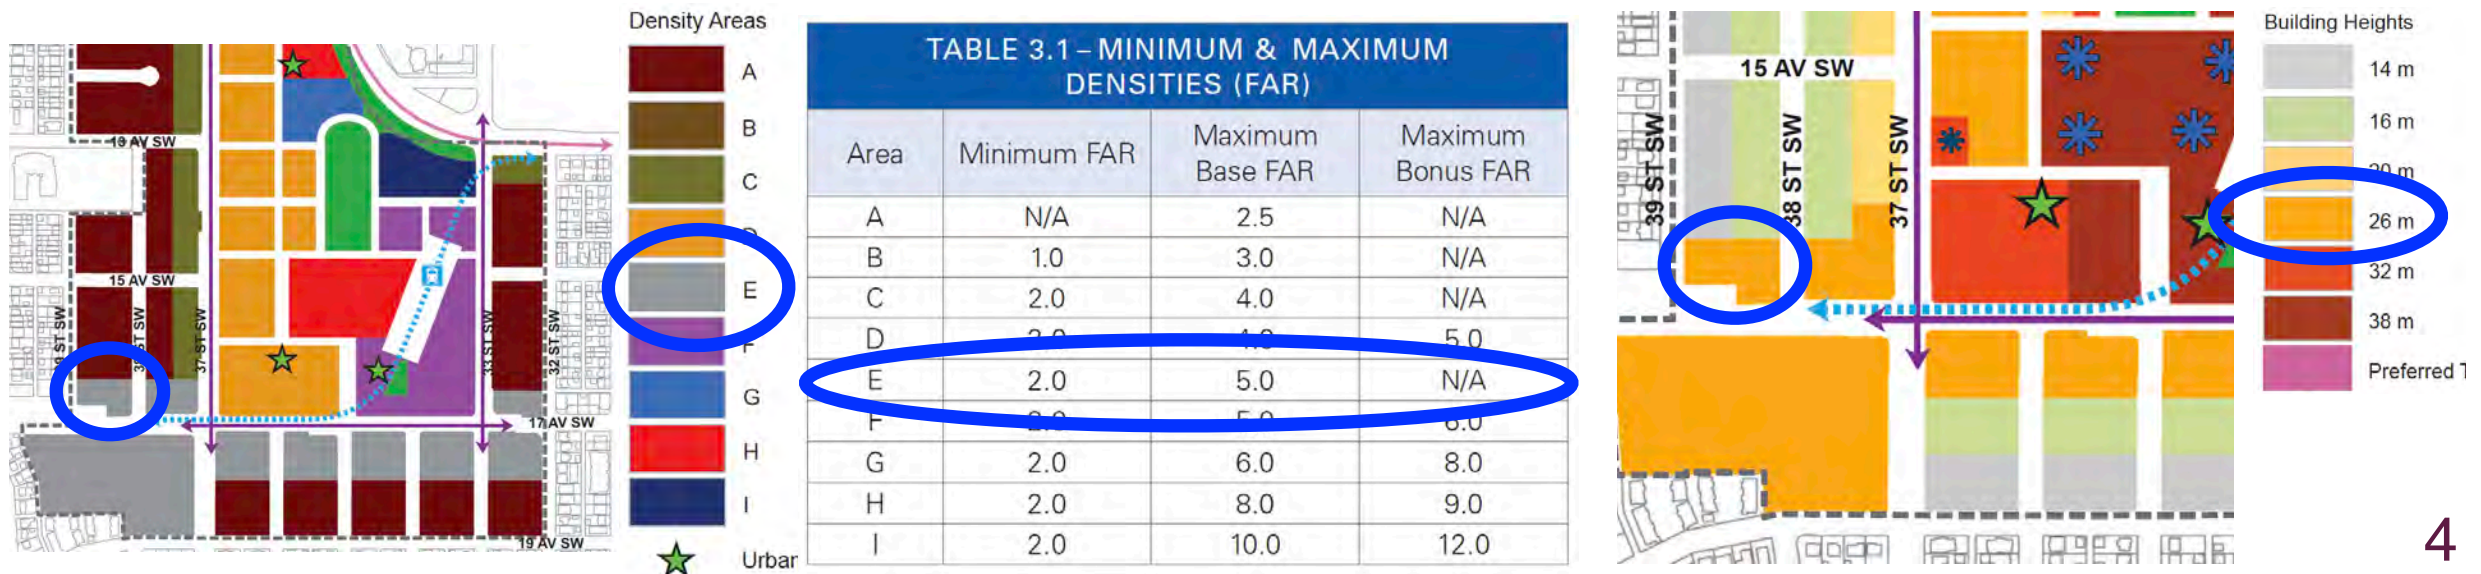 13 AV SW
15 AV SW
37 ST SW
33 ST SW
32 ST SW
17 AV SW
19 AV SW
Density Areas
A
B
C
E
G
H
I
Urban
TABLE 3.1 – MINIMUM & MAXIMUM
DENSITIES (FAR)
Area Minimum FAR Maximum Base FAR Maximum Bonus FAR
A N/A 2.5 N/A
B 1.0 3.0 N/A
C 2.0 4.0 N/A
D 5.0
E 2.0 5.0 N/A
F
G 2.0 6.0 8.0
H 2.0 8.0 9.0
I 2.0 10.0 12.0
15 AV SW
39 ST SW
38 ST SW
37 ST SW
Building Heights
14 m
16 m
20 m
26 m
32 m
38 m
Preferred
4